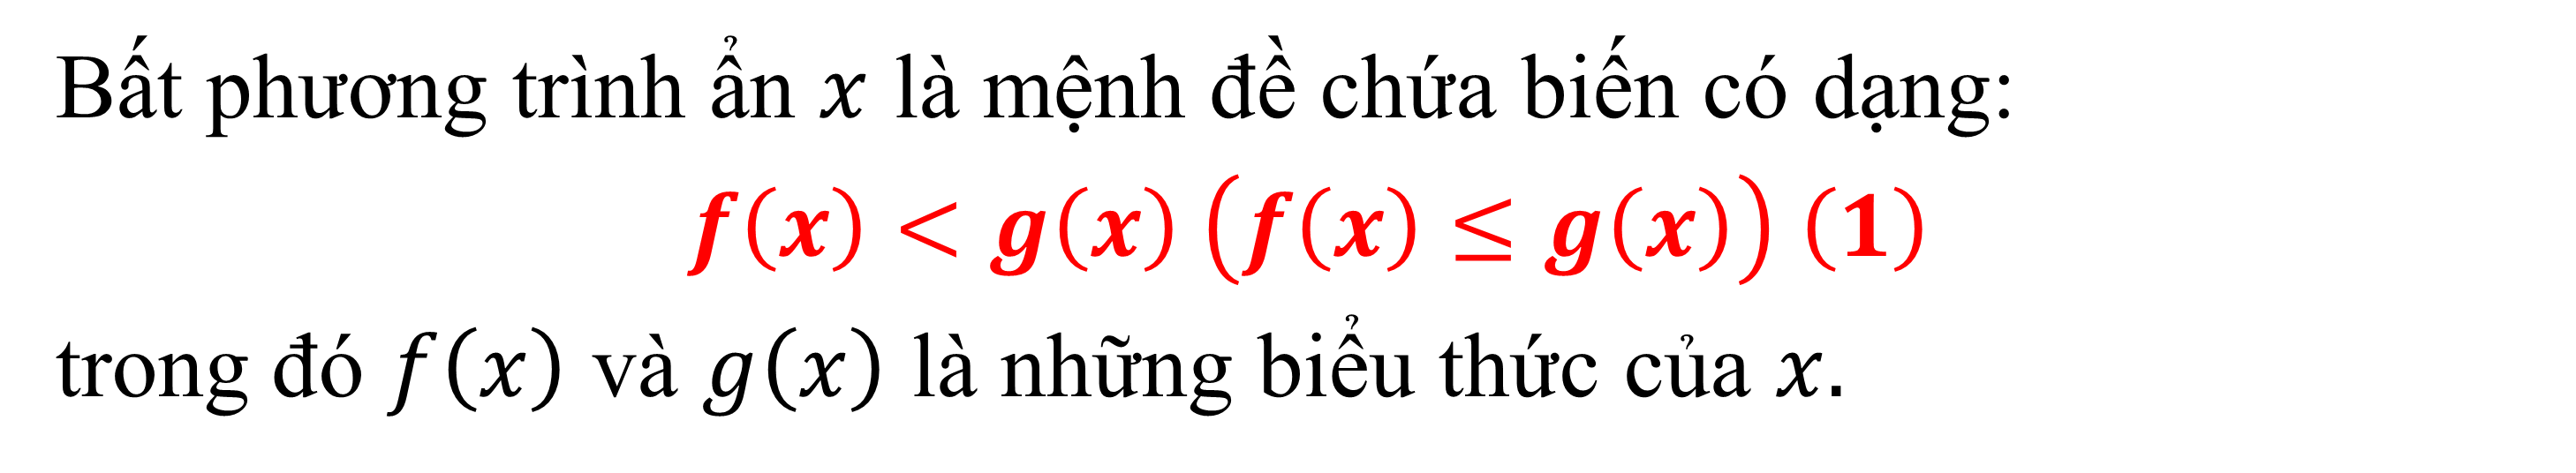 Bất phương trình ẩn x là mệnh đề chứa biến có dạng:
f(x) < g(x) (f(x) ≤ g(x)) (1)
trong đó f(x) và g(x) là những biểu thức của x.